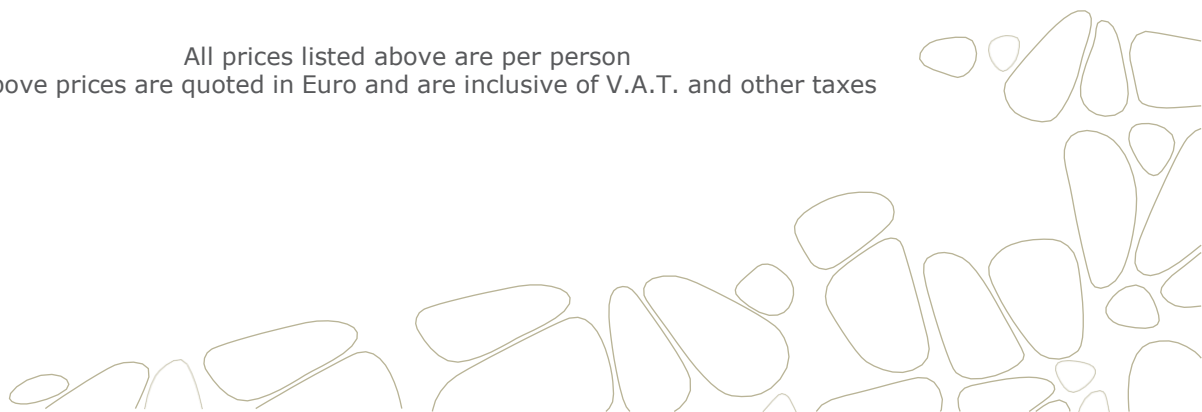 All prices listed above are per person
prices are quoted in Euro and are inclusive of V.A.T. and other taxes